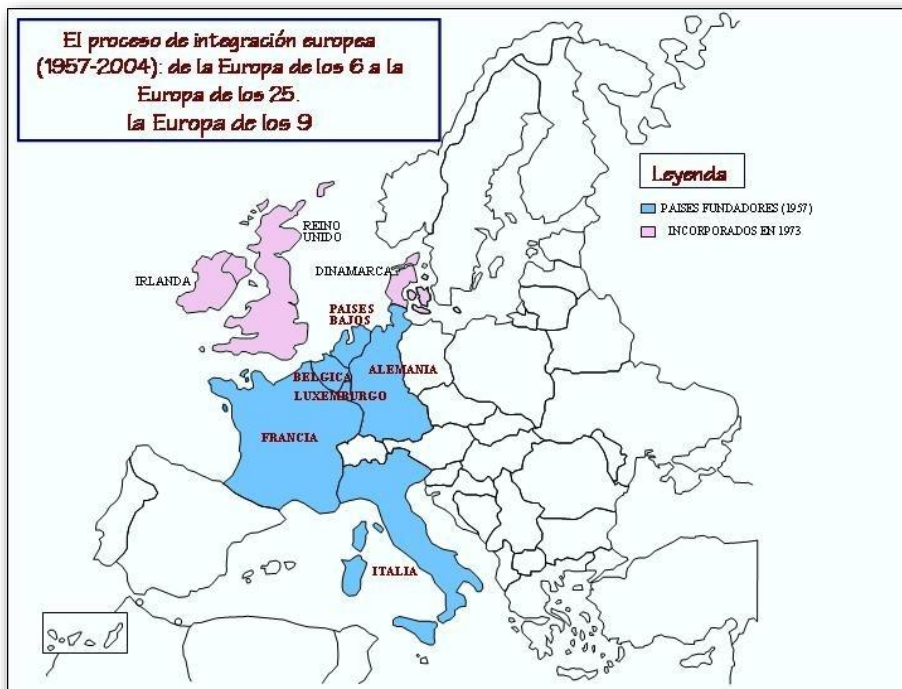 El proceso de integración europea
(1957-2004): de la Europa de los 6 a la
Europa de los 25.
la Europa de los 9
Leyenda
PAISES FUNDADORES (1957)
INCORPORADOS EN 1973
REINO
UNIDO
IRLANDA
DINAMARCA
PAISES
BAJOS
BELGICA
ALEMANIA
LUXEMBURGO
FRANCIA
ITALIA